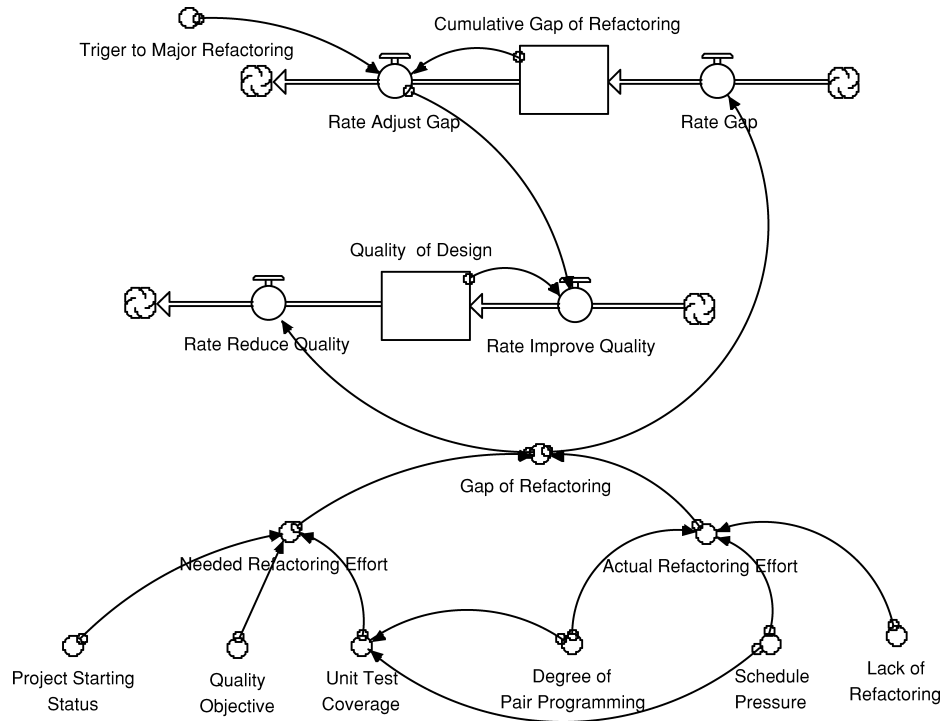 Cumulative Gap of Refactoring
Triger to Major Refactoring
Rate Adjust Gap
Rate Gap
Quality of Design
Rate Reduce Quality
Rate Improve Quality
Gap of Refactoring
Needed Refactoring Effort
Actual Refactoring Effort
Project Starting
Status
Quality
Objective
Unit Test
Coverage
Degree of
Pair Programming
Schedule
Pressure
Lack of
Refactoring